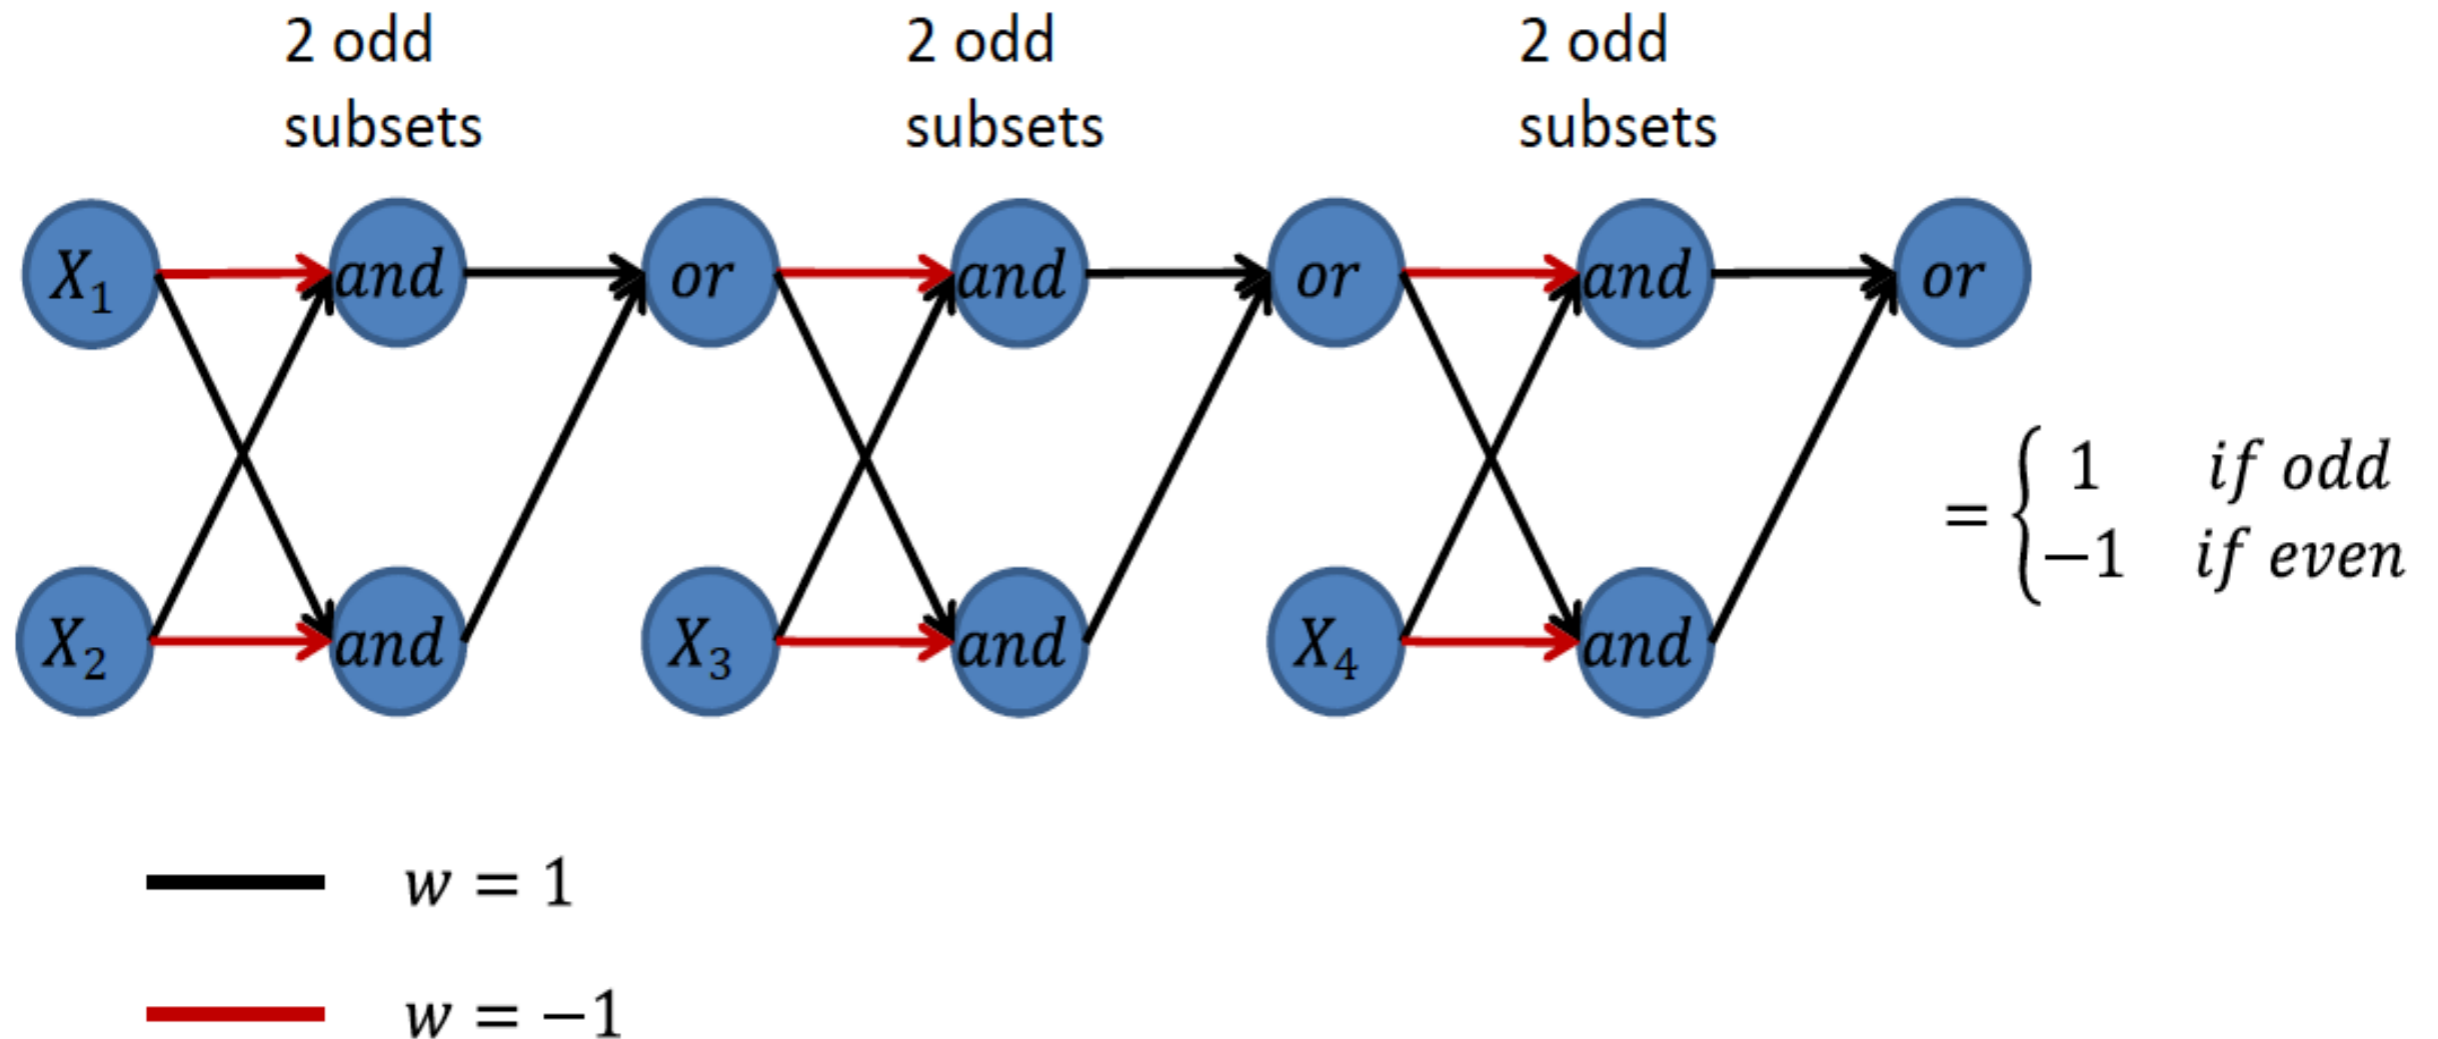 2 odd
subsets
2 odd
subsets
2 odd
subsets
X₁ and or and or and or
= { 1 if odd
−1 if even
X₂ and X₃ and X₄ and
w = 1
w = −1